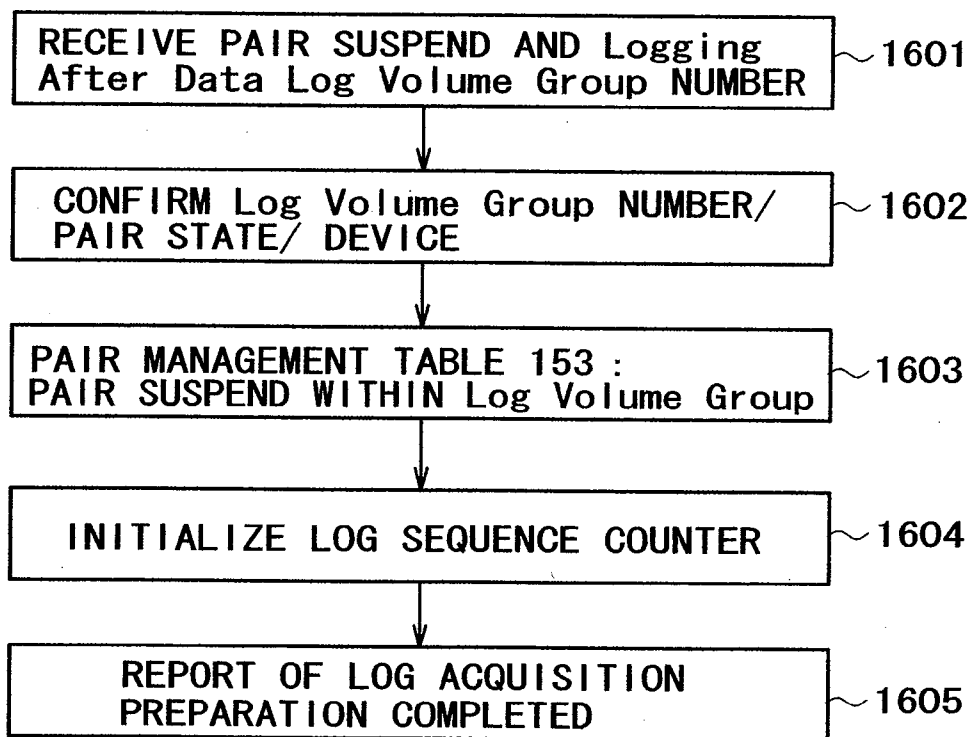 RECEIVE PAIR SUSPEND AND Logging
After Data Log Volume Group NUMBER
1601
CONFIRM Log Volume Group NUMBER/
PAIR STATE/ DEVICE
1602
PAIR MANAGEMENT TABLE 153 :
PAIR SUSPEND WITHIN Log Volume Group
1603
INITIALIZE LOG SEQUENCE COUNTER
1604
REPORT OF LOG ACQUISITION
PREPARATION COMPLETED
1605